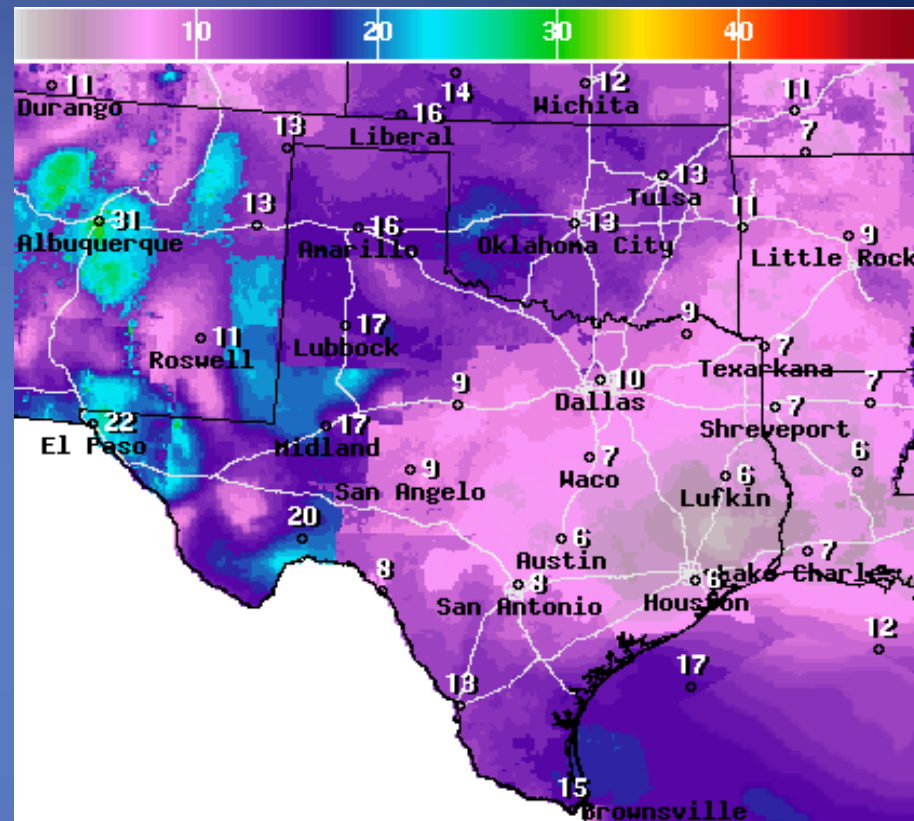 10 20 30 40
11
Durango
14
16
Liberal
12
Wichita
11
7
13
13
Tulsa
31
Albuquerque
13
16
Amarillo
13
Oklahoma City
11
9
Little Rock
11
Roswell
17
Lubbock
9
7
Texarkana
22
El Paso
17
Midland
9
10
Dallas
7
Shreveport
7
9
San Angelo
7
Waco
6
Lufkin
6
20
8
6
Austin
8
San Antonio
6
Houston
7
Lake Charles
12
17
13
15
Brownsville